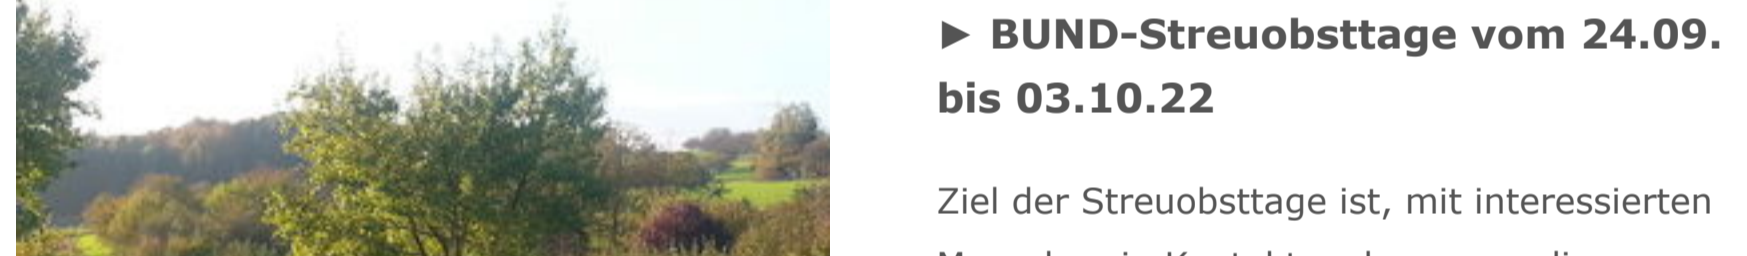 ► BUND-Streuobsttage vom 24.09.
bis 03.10.22
Ziel der Streuobsttage ist, mit interessierten